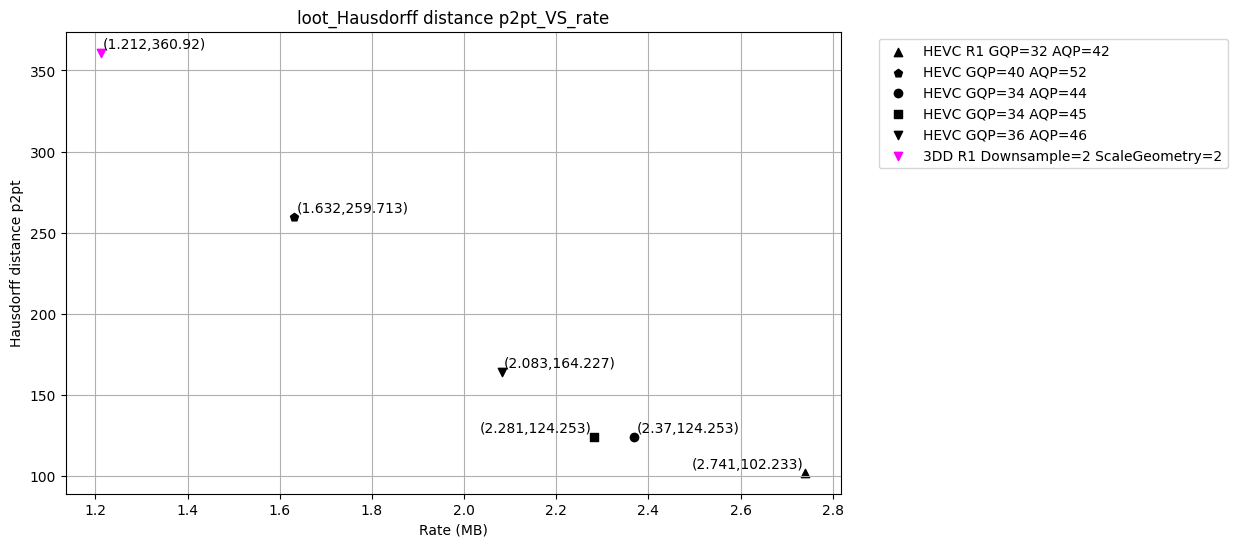 loot_Hausdorff distance p2pt_VS_rate
(1.212,360.92)
(1.632,259.713)
(2.083,164.227)
(2.281,124.253)
(2.37,124.253)
(2.741,102.233)
350
300
250
200
150
100
Hausdorff distance p2pt
1.2
1.4
1.6
1.8
2.0
2.2
2.4
2.6
2.8
Rate (MB)
HEVC R1 GQP=32 AQP=42
HEVC GQP=40 AQP=52
HEVC GQP=34 AQP=44
HEVC GQP=34 AQP=45
HEVC GQP=36 AQP=46
3DD R1 Downsample=2 ScaleGeometry=2